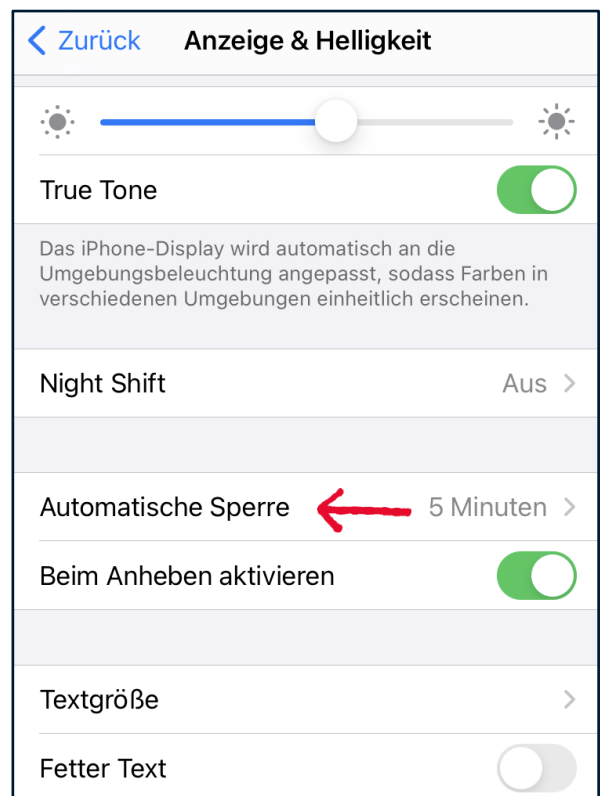 Zurück Anzeige & Helligkeit
True Tone
Das iPhone-Display wird automatisch an die
Umgebungsbeleuchtung angepasst, sodass Farben in
verschiedenen Umgebungen einheitlich erscheinen.
Night Shift Aus
Automatische Sperre 5 Minuten
Beim Anheben aktivieren
Textgröße
Fetter Text